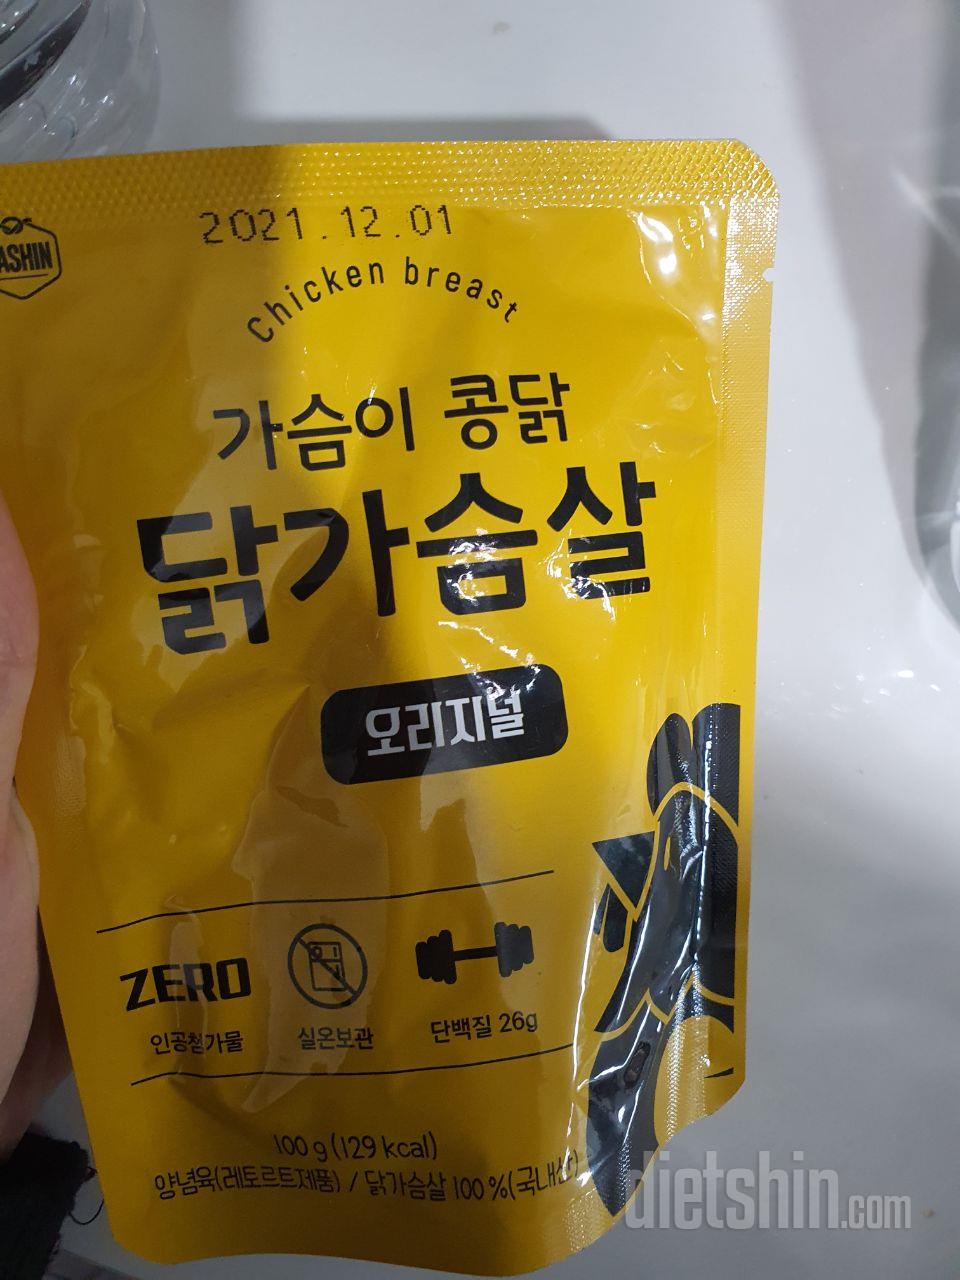 2021.12.01
ASHIN
Chicken breast
가슴이 콩닭
닭가슴살
오리지널
ZERO
인공첨가물
실온보관
단백질 26g
100 g (129 kcal)
양념육(레토르트제품) / 닭가슴살 100 %(국내산)
dietshin.com